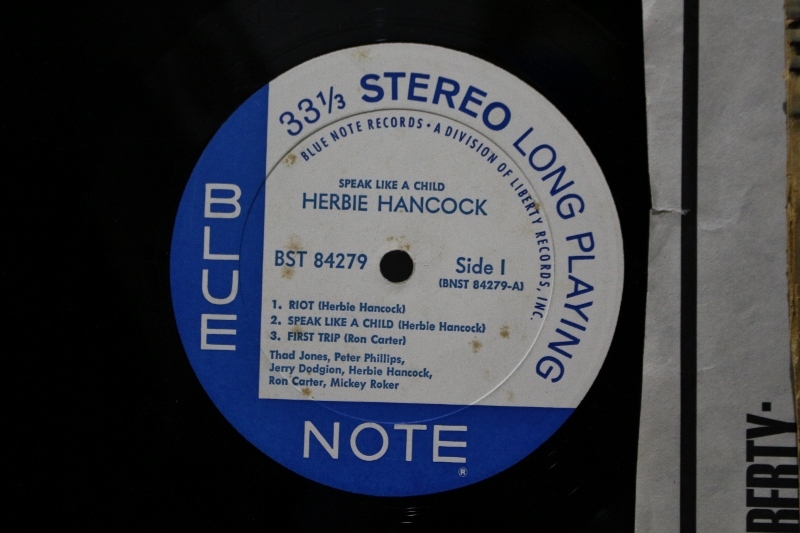 33⅓ STEREO LONG PLAYING
BLUE NOTE RECORDS • A DIVISION OF LIBERTY RECORDS, INC.
SPEAK LIKE A CHILD
HERBIE HANCOCK
BST 84279
Side I
(BNST 84279-A)
1. RIOT (Herbie Hancock)
2. SPEAK LIKE A CHILD (Herbie Hancock)
3. FIRST TRIP (Ron Carter)
Thad Jones, Peter Phillips,
Jerry Dodgion, Herbie Hancock,
Ron Carter, Mickey Roker
BLUE
NOTE
®